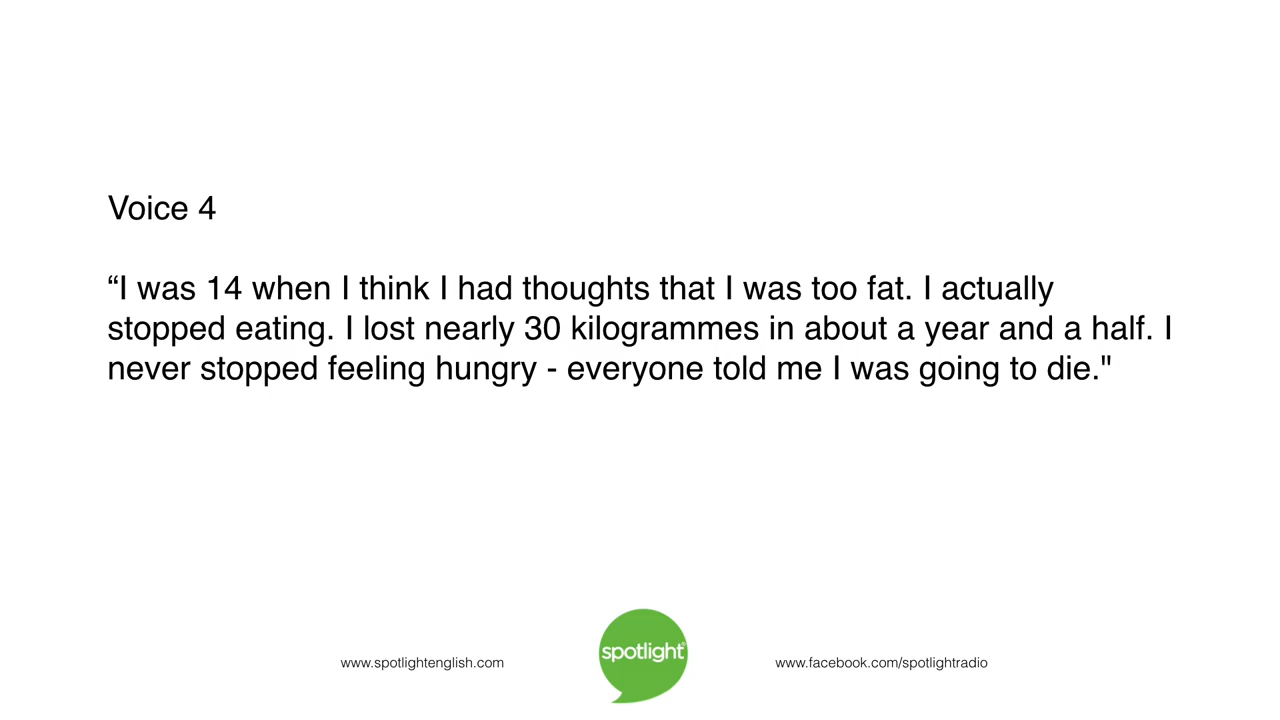 Voice 4
“I was 14 when I think I had thoughts that I was too fat. I actually
stopped eating. I lost nearly 30 kilogrammes in about a year and a half. I
never stopped feeling hungry - everyone told me I was going to die."
spotlight®
www.spotlightenglish.com
www.facebook.com/spotlightradio